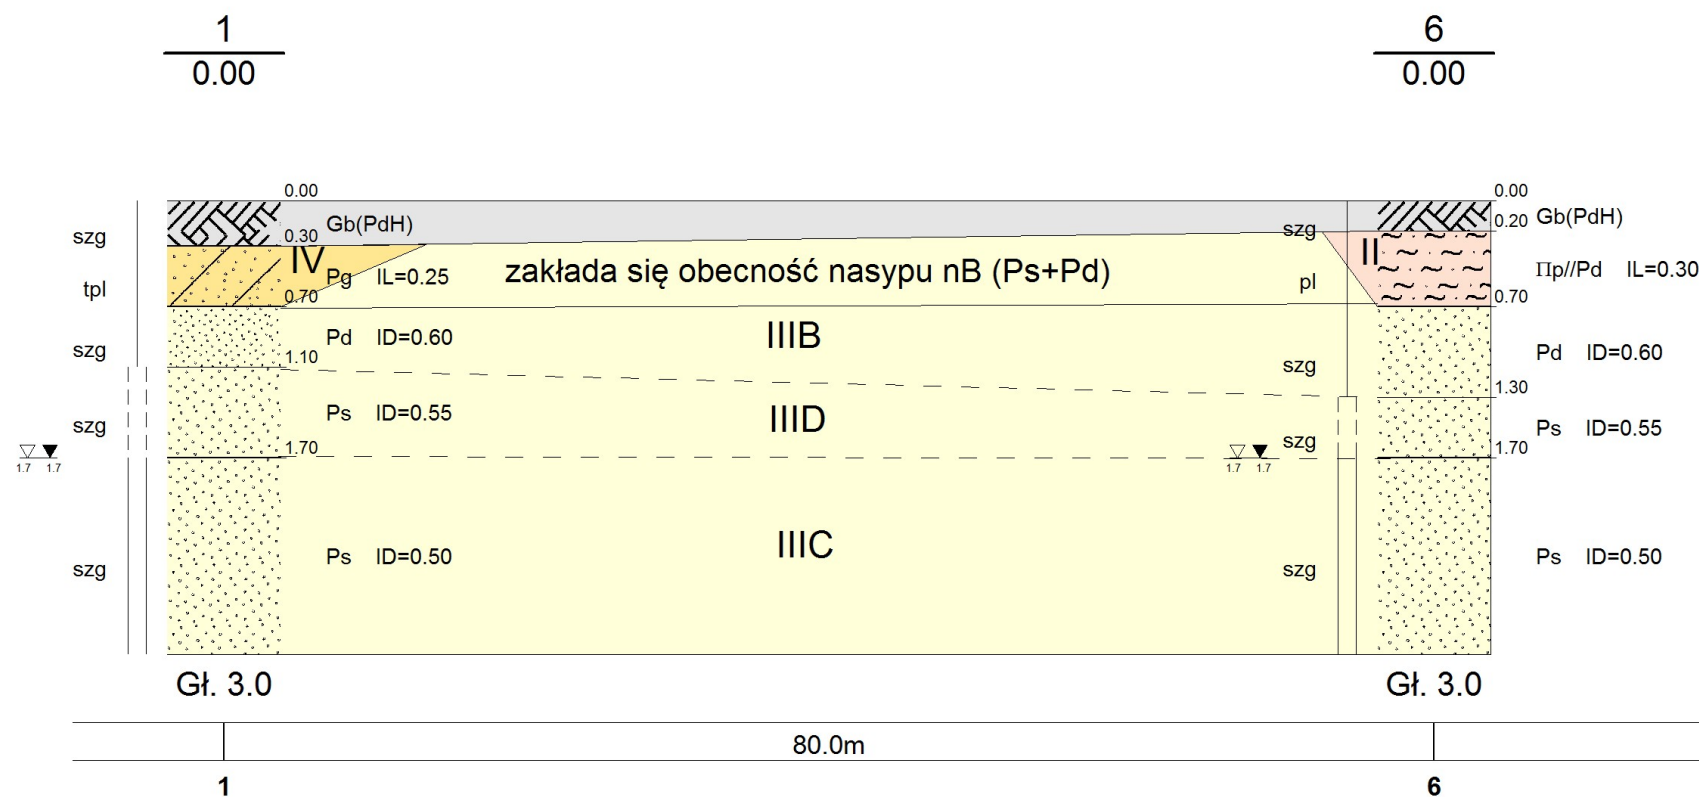 1 6
0.00 0.00
0.00 0.00
szg Gb(PdH) szg 0.20 Gb(PdH)
0.30
IV II
tpl Pg IL=0.25 zakłada się obecność nasypu nB (Ps+Pd) pl Πp//Pd IL=0.30
0.70 0.70
szg Pd ID=0.60 IIIB szg Pd ID=0.60
1.10
1.30
szg Ps ID=0.55 IIID szg Ps ID=0.55
1.70 1.70
1.7 1.7 1.7 1.7
szg Ps ID=0.50 IIIC szg Ps ID=0.50
Gł. 3.0 Gł. 3.0
80.0m
1 6